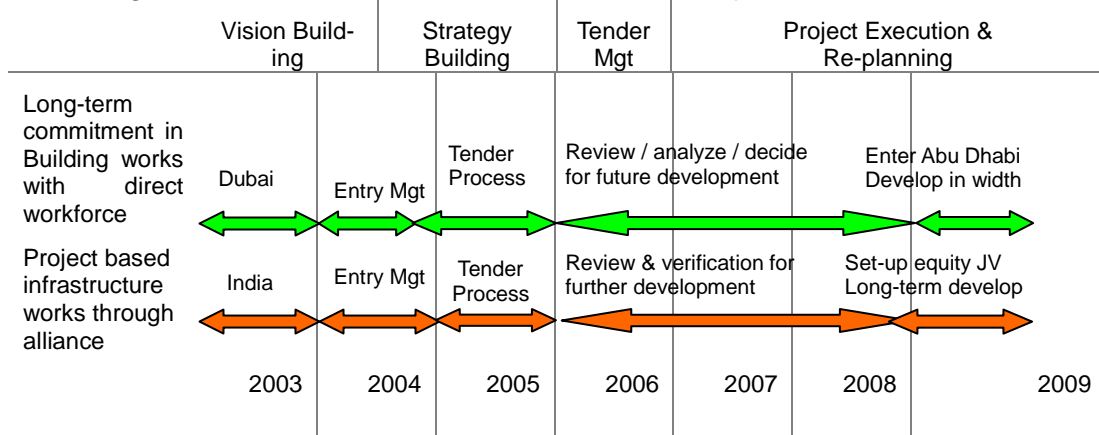 Vision Build-
ing
Strategy
Building
Tender
Mgt
Project Execution &
Re-planning
Long-term
commitment in
Building works
with direct
workforce
Dubai
Entry Mgt
Tender
Process
Review / analyze / decide
for future development
Enter Abu Dhabi
Develop in width
Project based
infrastructure
works through
alliance
India
Entry Mgt
Tender
Process
Review & verification for
further development
Set-up equity JV
Long-term develop
2003 2004 2005 2006 2007 2008 2009